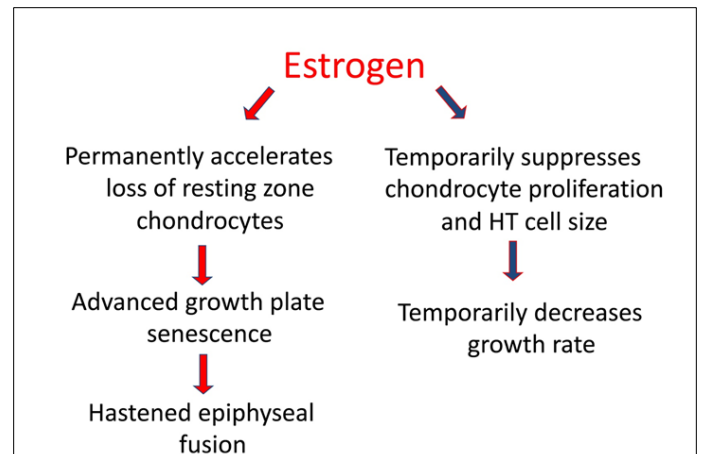 Estrogen
Permanently accelerates
loss of resting zone
chondrocytes
Advanced growth plate
senescence
Hastened epiphyseal
fusion
Temporarily suppresses
chondrocyte proliferation
and HT cell size
Temporarily decreases
growth rate